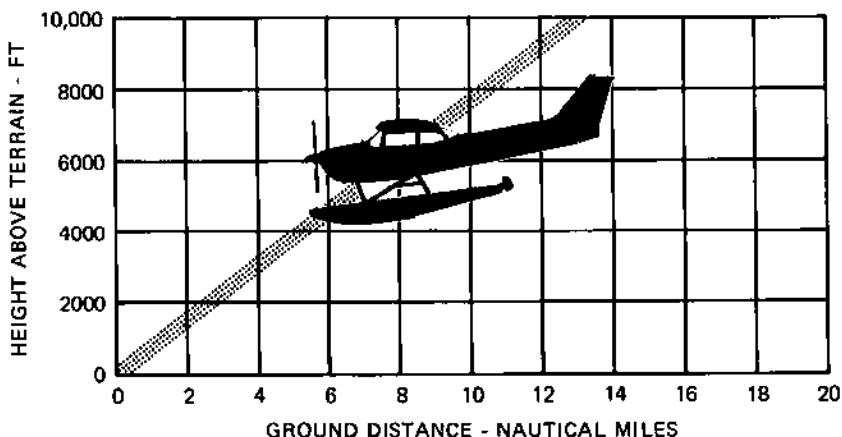 HEIGHT ABOVE TERRAIN - FT
10,000
8000
6000
4000
2000
0
0 2 4 6 8 10 12 14 16 18 20
GROUND DISTANCE - NAUTICAL MILES